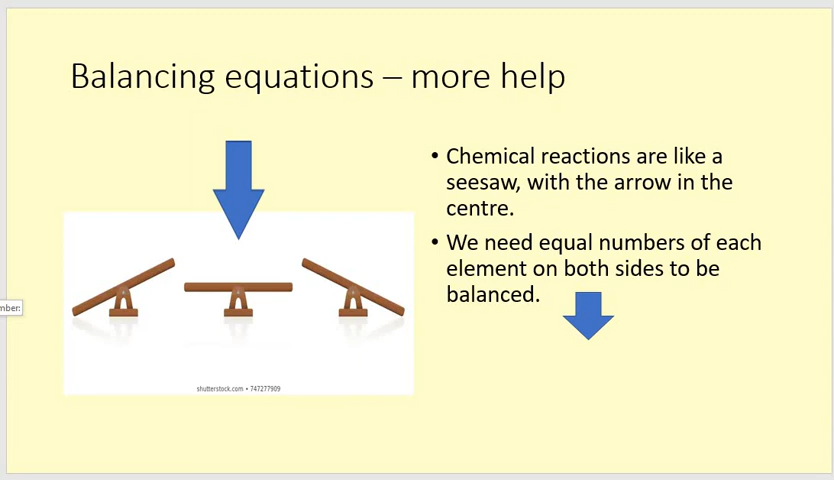 Balancing equations – more help
• Chemical reactions are like a
seesaw, with the arrow in the
centre.
• We need equal numbers of each
element on both sides to be
balanced.
mber:
shutterstock.com • 747277909